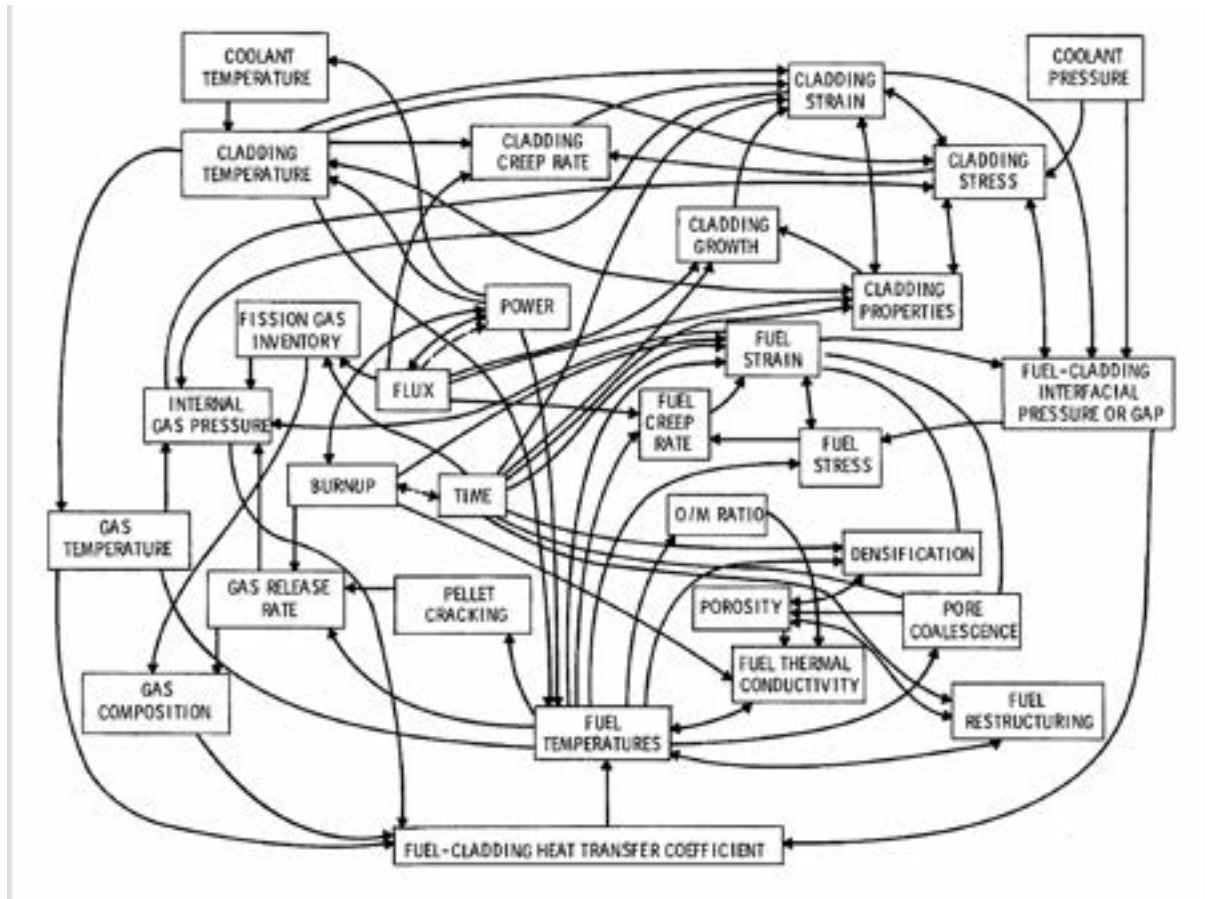 COOLANT
TEMPERATURE
CLADDING
STRAIN
COOLANT
PRESSURE
CLADDING
TEMPERATURE
CLADDING
CREEP RATE
CLADDING
STRESS
CLADDING
GROWTH
CLADDING
PROPERTIES
POWER
FISSION GAS
INVENTORY
FUEL
STRAIN
FLUX
INTERNAL
GAS PRESSURE
FUEL
CREEP
RATE
FUEL-CLADDING
INTERFACIAL
PRESSURE OR GAP
FUEL
STRESS
BURNUP
TIME
O/M RATIO
GAS
TEMPERATURE
DENSIFICATION
GAS RELEASE
RATE
PELLET
CRACKING
POROSITY
PORE
COALESCENCE
FUEL THERMAL
CONDUCTIVITY
GAS
COMPOSITION
FUEL
RESTRUCTURING
FUEL
TEMPERATURES
FUEL-CLADDING HEAT TRANSFER COEFFICIENT